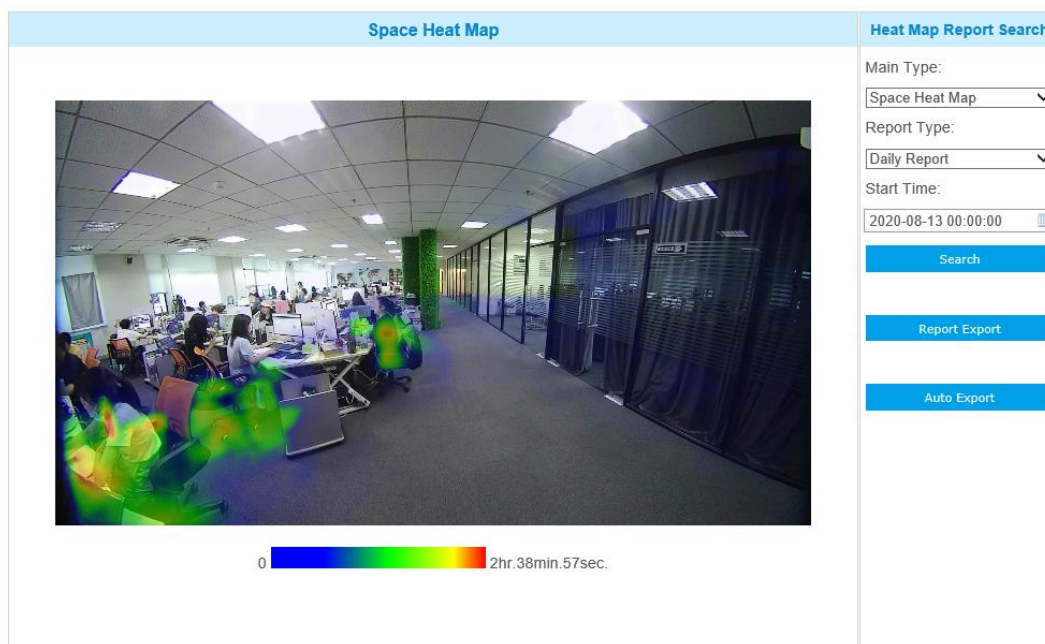 Space Heat Map
0
2hr.38min.57sec.
Heat Map Report Search
Main Type:
Space Heat Map
Report Type:
Daily Report
Start Time:
2020-08-13 00:00:00
Search
Report Export
Auto Export